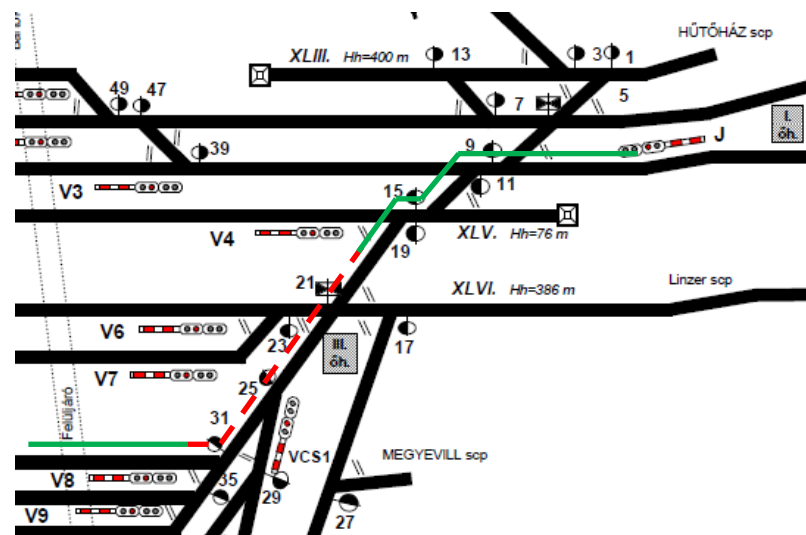 XLIII. Hh=400 m
13
3
1
HŰTŐHÁZ scp
49
47
7
5
J
I.
őh.
39
9
V3
15
11
V4
19
XLV. Hh=76 m
21
XLVI. Hh=386 m
Linzer scp
V6
23
III.
őh.
17
V7
25
Felüljáró
31
VCS1
MEGYEVILL scp
V8
35
29
27
V9